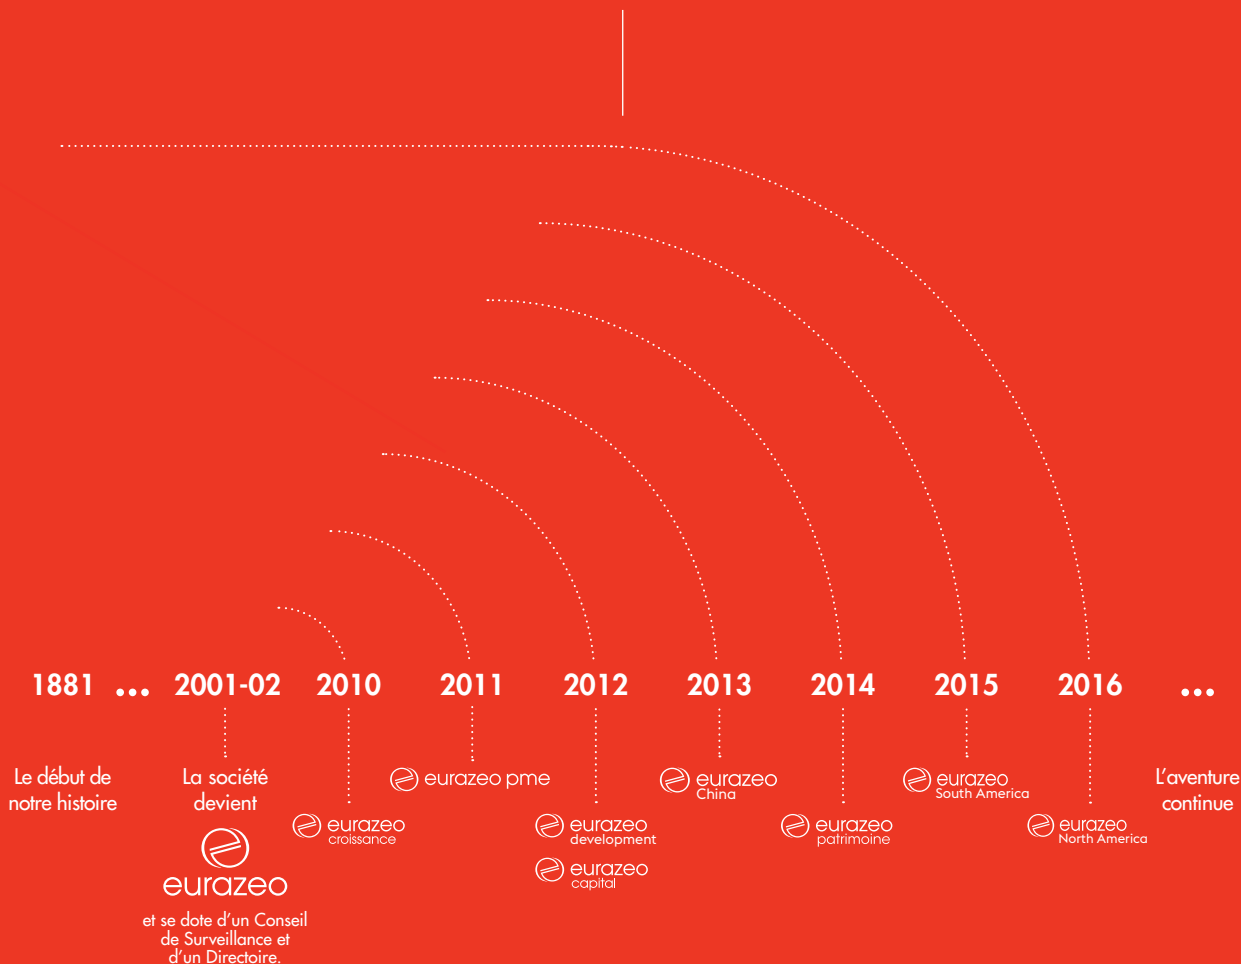 1881 ... 2001-02 2010 2011 2012 2013 2014 2015 2016 ...
Le début de
notre histoire
La société
devient
eurazeo
et se dote d'un Conseil
de Surveillance et
d'un Directoire.
eurazeo
croissance
eurazeo pme
eurazeo
development
eurazeo
capital
eurazeo
China
eurazeo
patrimoine
eurazeo
South America
eurazeo
North America
L'aventure
continue